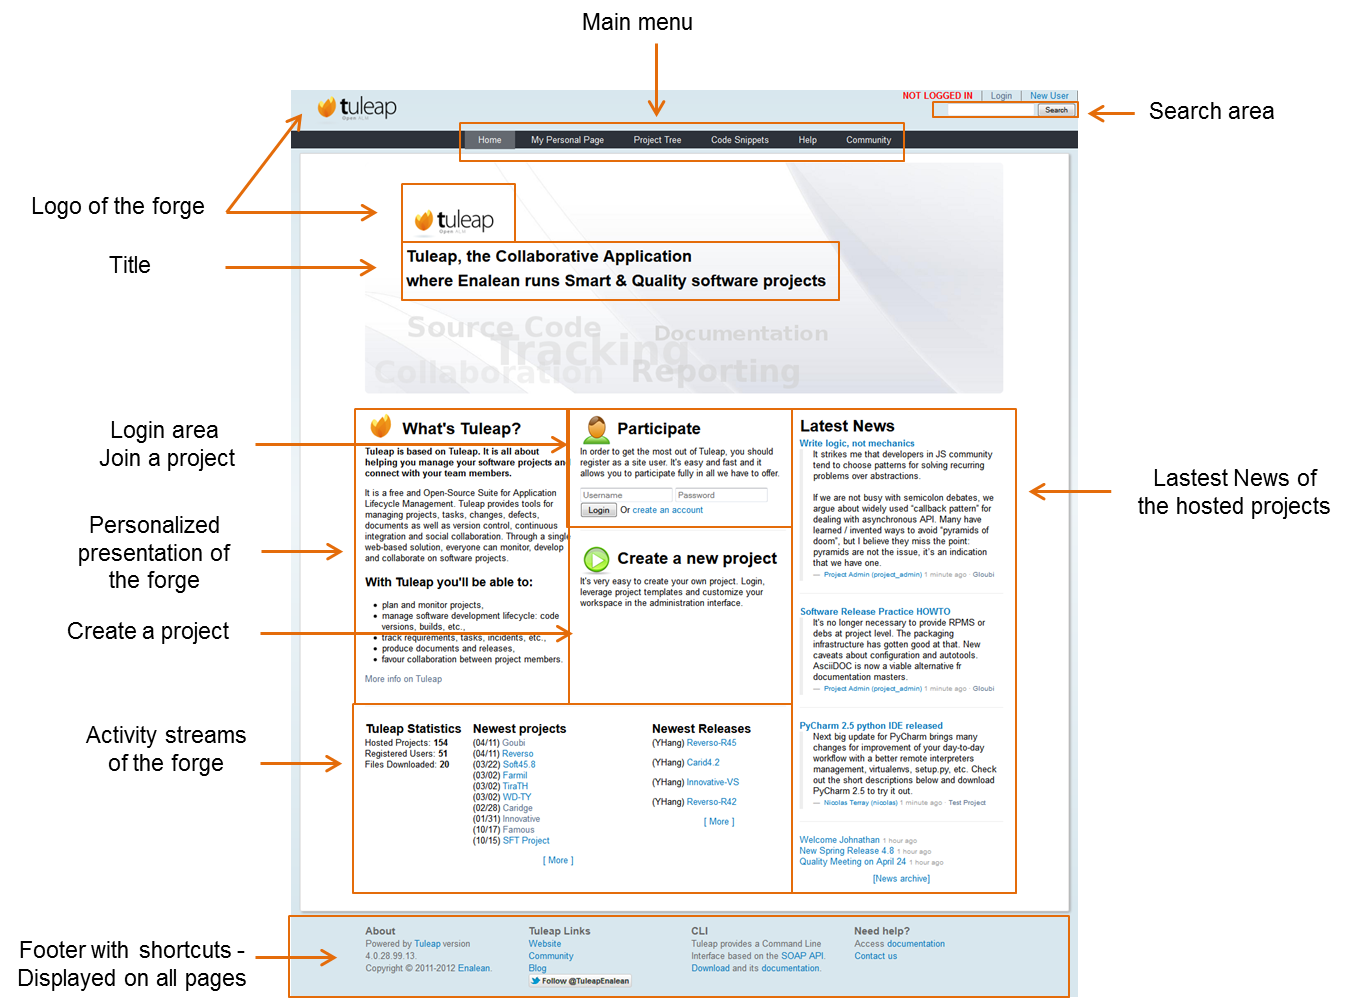 Main menu
NOT LOGGED IN | Login | New User
tuleap
Open ALM
Search
Search area
Home My Personal Page Project Tree Code Snippets Help Community
Logo of the forge
tuleap
Open ALM
Title
Tuleap, the Collaborative Application
where Enalean runs Smart & Quality software projects
Source Code
Documentation
Tracking
Collaboration
Reporting
Login area
Join a project
Personalized
presentation of
the forge
Create a project
What's Tuleap?
Tuleap is based on Tuleap. It is all about
helping you manage your software projects and
connect with your team members.
It is a free and Open-Source Suite for Application
Lifecycle Management. Tuleap provides tools for
managing projects, tasks, changes, defects,
documents as well as version control, continuous
integration and social collaboration. Through a single
web-based solution, everyone can monitor, develop
and collaborate on software projects.
With Tuleap you'll be able to:
• plan and monitor projects,
• manage software development lifecycle: code
versions, builds, etc.,
• track requirements, tasks, incidents, etc.,
• produce documents and releases,
• favour collaboration between project members.
More info on Tuleap
Participate
In order to get the most out of Tuleap, you should
register as a site user. It's easy and fast and it
allows you to participate fully in all we have to offer.
Username Password
Login Or create an account
Create a new project
It's very easy to create your own project. Login,
leverage project templates and customize your
workspace in the administration interface.
Latest News
Write logic, not mechanics
It strikes me that developers in JS community
tend to choose patterns for solving recurring
problems over abstractions.
If we are not busy with semicolon debates, we
argue about widely used “callback pattern” for
dealing with asynchronous API. Many have
learned / invented ways to avoid “pyramids of
doom”, but I believe they miss the point:
pyramids are not the issue, it’s an indication
that we have one.
— Project Admin (project_admin) 1 minute ago · Gloubi
Software Release Practice HOWTO
It's no longer necessary to provide RPMS or
debs at project level. The packaging
infrastructure has gotten good at that. New
caveats about configuration and autotools.
AsciiDOC is now a viable alternative fr
documentation masters.
— Project Admin (project_admin) 1 minute ago · Gloubi
PyCharm 2.5 python IDE released
Next big update for PyCharm brings many
changes for improvement of your day-to-day
workflow with a better remote interpreters
management, virtualenvs, setup.py, etc. Check
out the short descriptions below and download
PyCharm 2.5 to try it out.
— Nicolas Terray (nicolas) 1 minute ago · Test Project
Welcome Johnathan 1 hour ago
New Spring Release 4.8 1 hour ago
Quality Meeting on April 24 1 hour ago
[News archive]
Lastest News of
the hosted projects
Activity streams
of the forge
Tuleap Statistics
Hosted Projects: 154
Registered Users: 51
Files Downloaded: 20
Newest projects
(04/11) Goubi
(04/11) Reverso
(03/22) Soft45.8
(03/02) Farmil
(03/02) TiraTH
(03/02) WD-TY
(02/28) Caridge
(01/31) Innovative
(10/17) Famous
(10/15) SFT Project
[ More ]
Newest Releases
(YHang) Reverso-R45
(YHang) Carid4.2
(YHang) Innovative-VS
(YHang) Reverso-R42
[ More ]
Footer with shortcuts -
Displayed on all pages
About
Powered by Tuleap version
4.0.28.99.13.
Copyright © 2011-2012 Enalean.
Tuleap Links
Website
Community
Blog
Follow @TuleapEnalean
CLI
Tuleap provides a Command Line
Interface based on the SOAP API.
Download and its documentation.
Need help?
Access documentation
Contact us